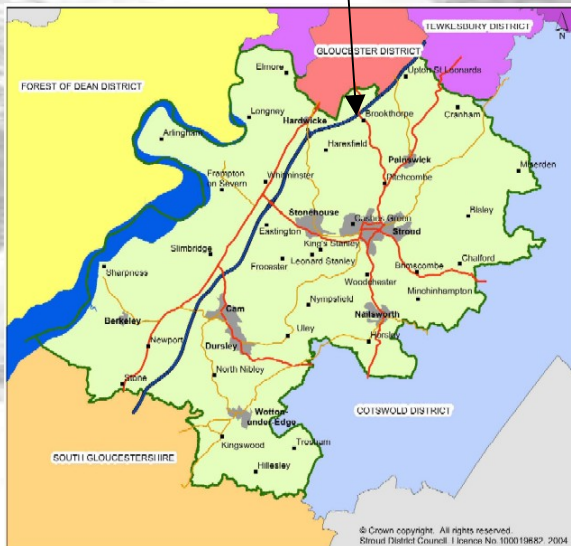 TEWKESBURY DISTRICT
N
GLOUCESTER DISTRICT
Elmore
Upton St Leonards
FOREST OF DEAN DISTRICT
Longney
Hardwicke
Brookthorpe
Cranham
Arlingham
Haresfield
Painswick
Miserden
Frampton
on Severn
Whitminster
Pitchcombe
Stonehouse
Cashes Green
Bisley
Eastington
Stroud
King's Stanley
Slimbridge
Leonard Stanley
Frocester
Brimscombe
Chalford
Sharpness
Woodchester
Minchinhampton
Nympsfield
Cam
Berkeley
Nailsworth
Uley
Newport
Dursley
Horsley
North Nibley
Stone
Wotton-
under-Edge
COTSWOLD DISTRICT
Kingswood
Tresham
SOUTH GLOUCESTERSHIRE
Hillesley
© Crown copyright. All rights reserved.
Stroud District Council. Licence No.100019682. 2004